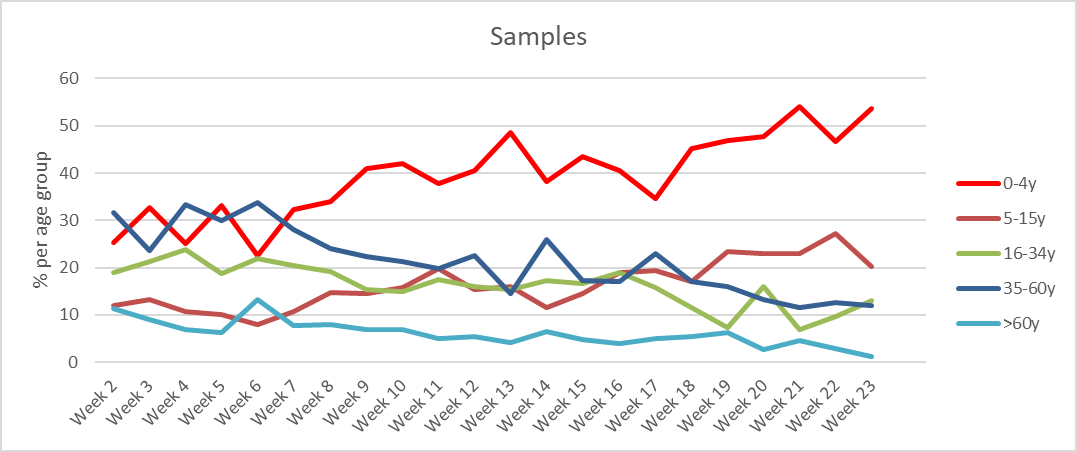 Samples
% per age group
60
50
40
30
20
10
0
Week 2
Week 3
Week 4
Week 5
Week 6
Week 7
Week 8
Week 9
Week 10
Week 11
Week 12
Week 13
Week 14
Week 15
Week 16
Week 17
Week 18
Week 19
Week 20
Week 21
Week 22
Week 23
0-4y
5-15y
16-34y
35-60y
>60y